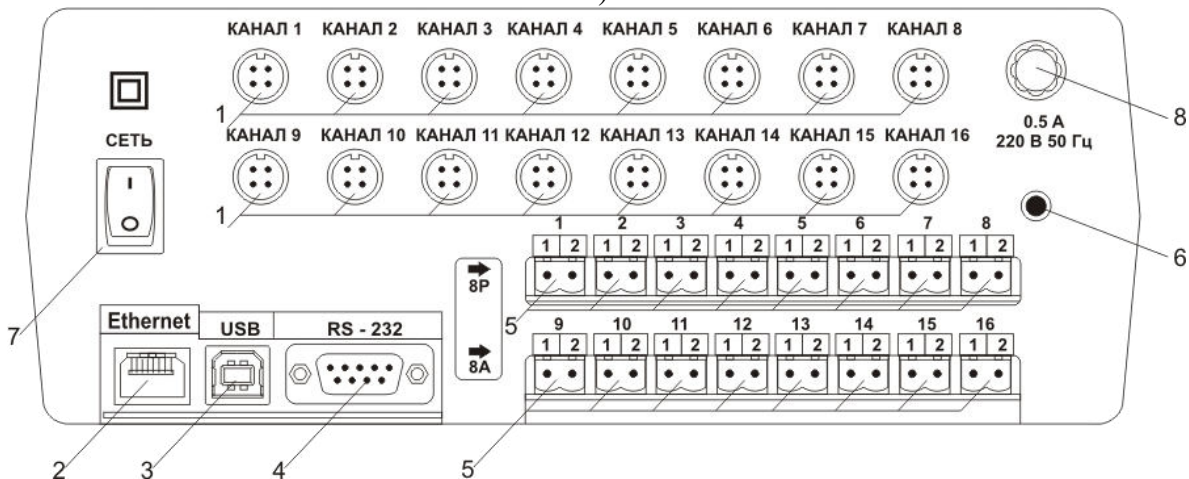 )
КАНАЛ 1 КАНАЛ 2 КАНАЛ 3 КАНАЛ 4 КАНАЛ 5 КАНАЛ 6 КАНАЛ 7 КАНАЛ 8
1
8
0.5 А
220 В 50 Гц
СЕТЬ
КАНАЛ 9 КАНАЛ 10 КАНАЛ 11 КАНАЛ 12 КАНАЛ 13 КАНАЛ 14 КАНАЛ 15 КАНАЛ 16
I
O
1
6
1 2 3 4 5 6 7 8
1 2 1 2 1 2 1 2 1 2 1 2 1 2 1 2
8Р
5
7
Ethernet USB RS - 232
9 10 11 12 13 14 15 16
1 2 1 2 1 2 1 2 1 2 1 2 1 2 1 2
8А
2 3 4 5